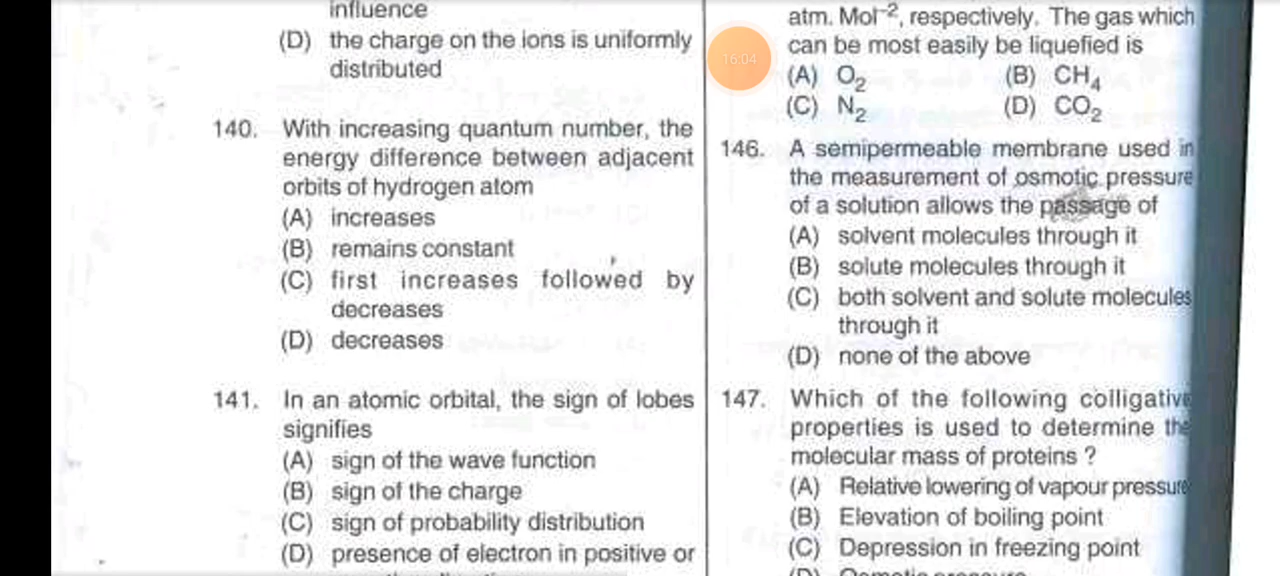 influence
(D) the charge on the ions is uniformly
distributed
140. With increasing quantum number, the
energy difference between adjacent
orbits of hydrogen atom
(A) increases
(B) remains constant
(C) first increases followed by
decreases
(D) decreases
141. In an atomic orbital, the sign of lobes
signifies
(A) sign of the wave function
(B) sign of the charge
(C) sign of probability distribution
(D) presence of electron in positive or
16:04
atm. Mol⁻², respectively. The gas which
can be most easily be liquefied is
(A) O₂ (B) CH₄
(C) N₂ (D) CO₂
146. A semipermeable membrane used in
the measurement of osmotic pressure
of a solution allows the passage of
(A) solvent molecules through it
(B) solute molecules through it
(C) both solvent and solute molecules
through it
(D) none of the above
147. Which of the following colligative
properties is used to determine the
molecular mass of proteins ?
(A) Relative lowering of vapour pressure
(B) Elevation of boiling point
(C) Depression in freezing point
(D) Osmotic pressure